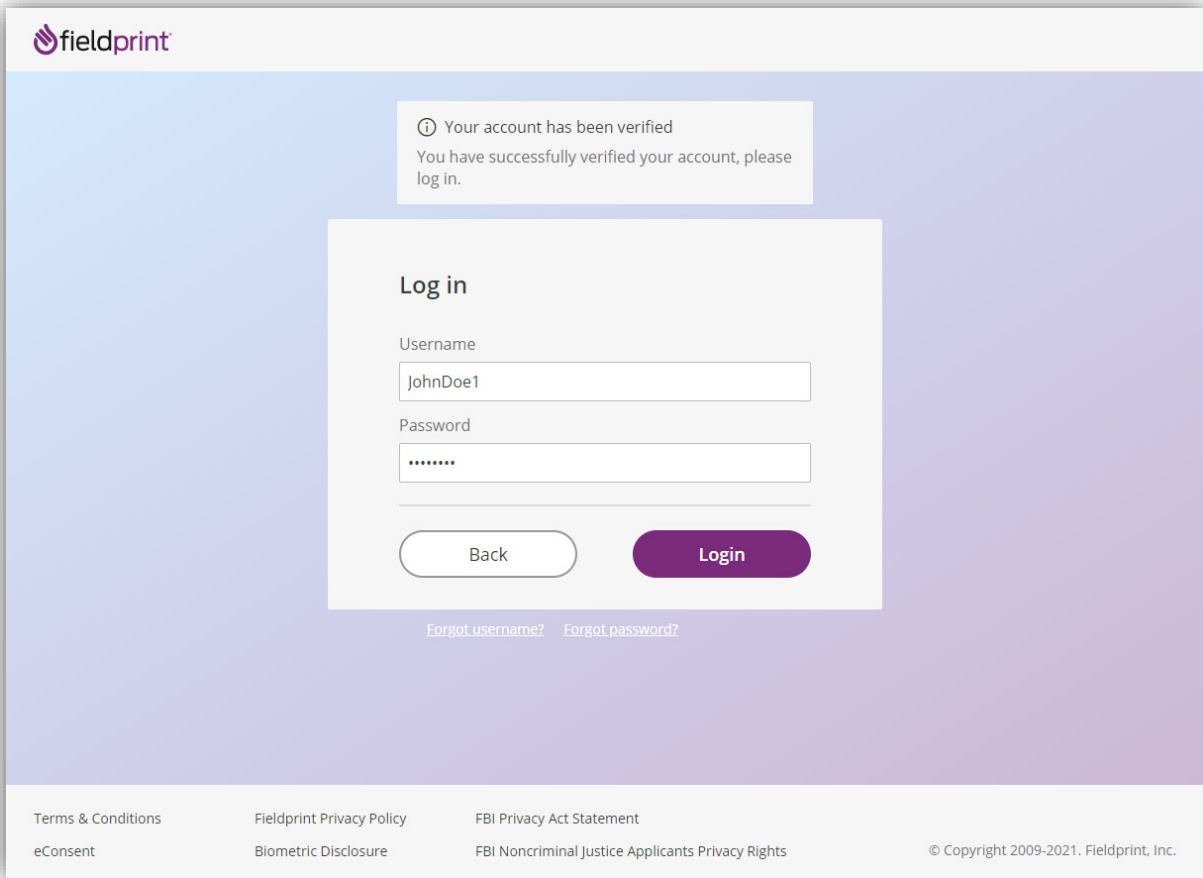 fieldprint
Your account has been verified
You have successfully verified your account, please
log in.
Log in
Username
JohnDoe1
Password
••••••••
Back Login
Forgot username? Forgot password?
Terms & Conditions Fieldprint Privacy Policy FBI Privacy Act Statement
eConsent Biometric Disclosure FBI Noncriminal Justice Applicants Privacy Rights © Copyright 2009-2021. Fieldprint, Inc.